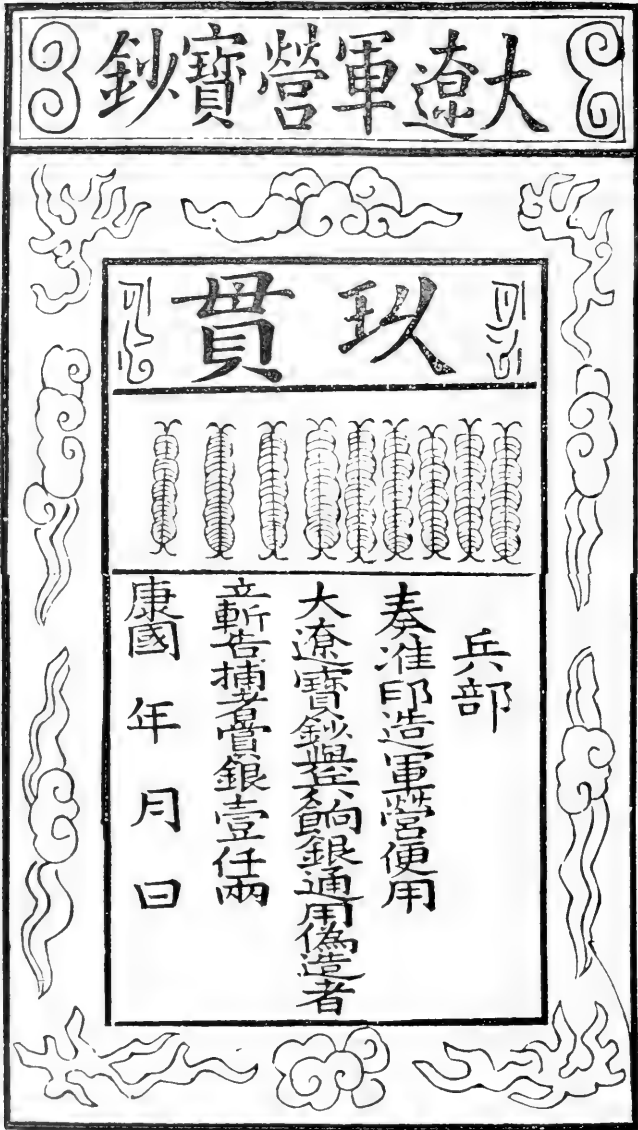 大遼軍營寶鈔
玖貫
兵部
奏准印造軍營便用
大遼寶鈔與兵餉銀通用偽造者
立斬告捕者賞銀壹仟兩
康國 年 月 日